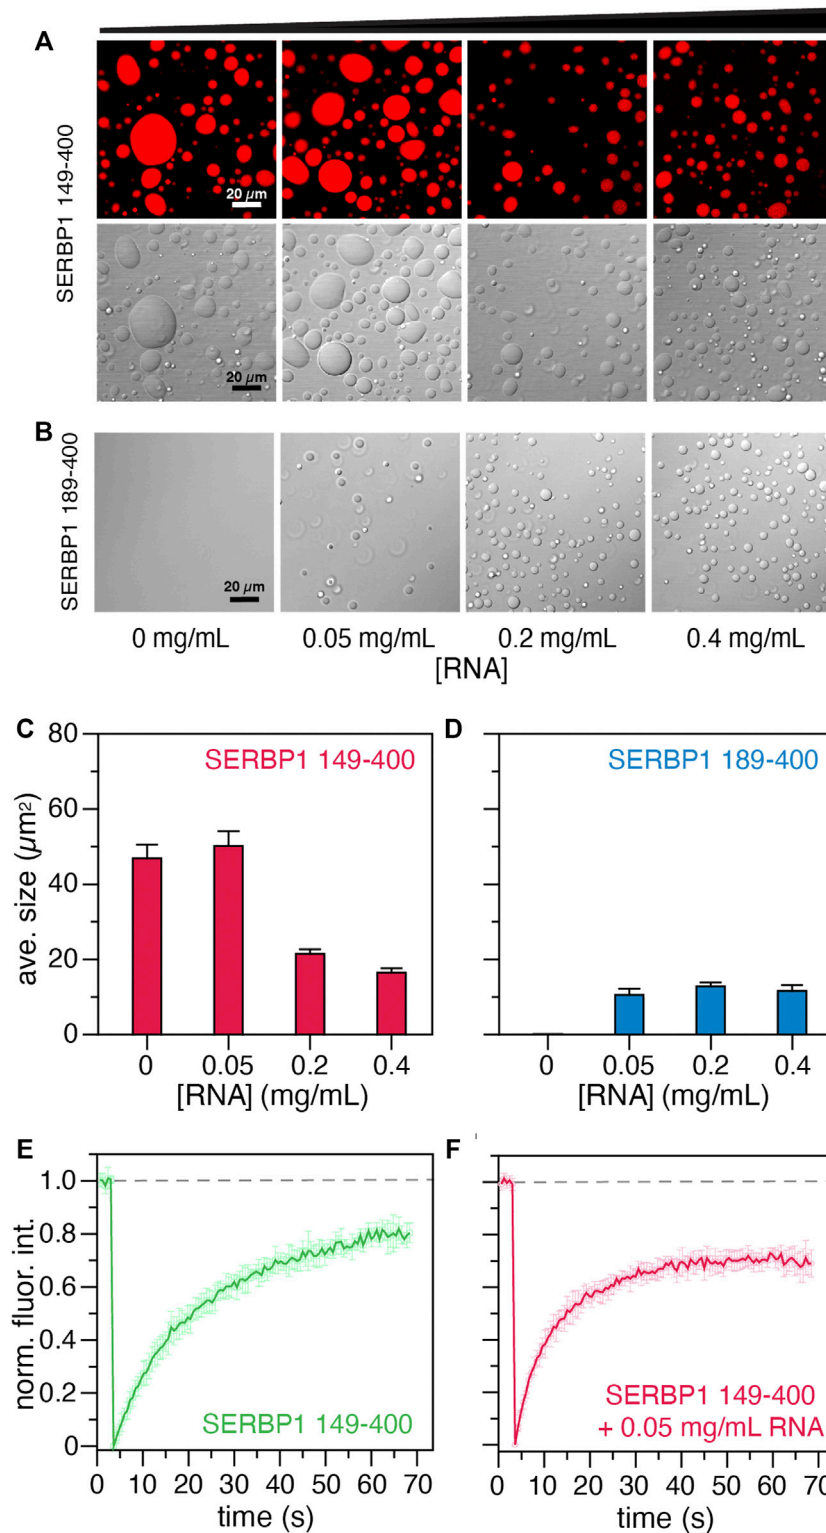 A
SERBP1 149-400
20 µm
20 µm
B
SERBP1 189-400
20 µm
0 mg/mL 0.05 mg/mL 0.2 mg/mL 0.4 mg/mL
[RNA]
C
SERBP1 149-400
ave. size (µm²)
80
60
40
20
0
0 0.05 0.2 0.4
[RNA] (mg/mL)
D
SERBP1 189-400
0 0.05 0.2 0.4
[RNA] (mg/mL)
E
norm. fluor. int.
1.0
0.8
0.6
0.4
0.2
0
SERBP1 149-400
0 10 20 30 40 50 60 70
time (s)
F
SERBP1 149-400
+ 0.05 mg/mL RNA
0 10 20 30 40 50 60 70
time (s)